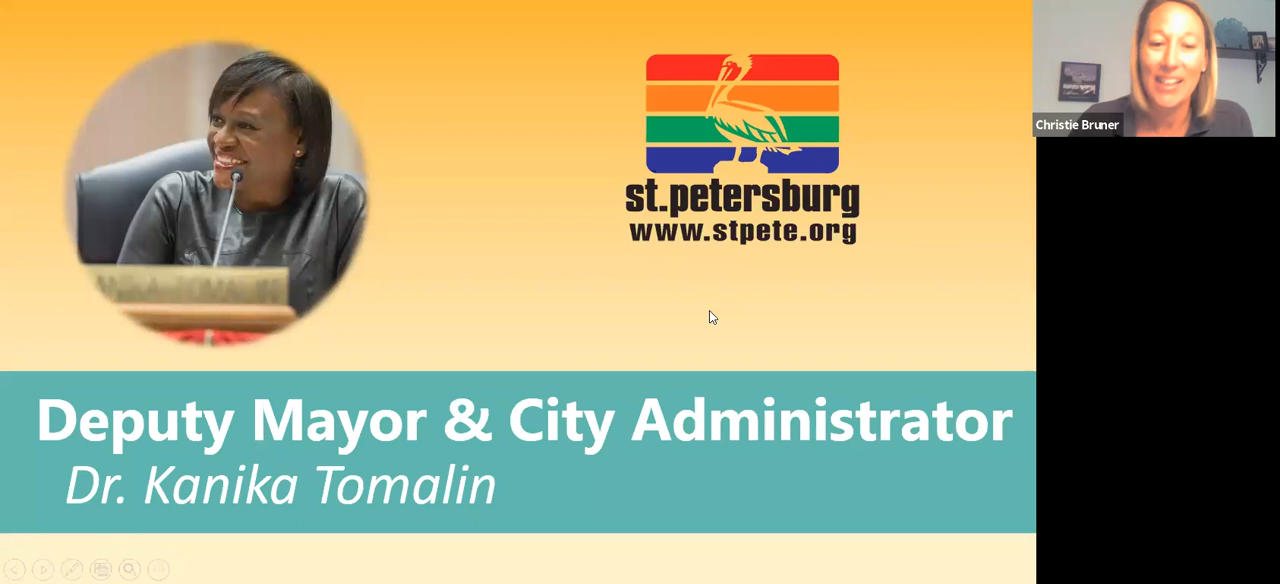 st.petersburg
www.stpete.org
Christie Bruner
Deputy Mayor & City Administrator
Dr. Kanika Tomalin